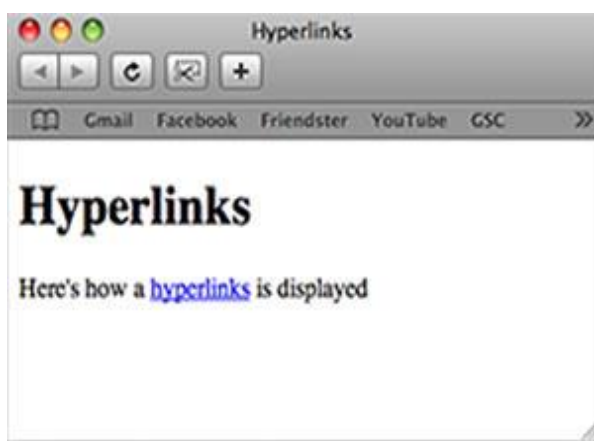 Hyperlinks
Gmail Facebook Friendster YouTube GSC »
Hyperlinks
Here's how a hyperlinks is displayed